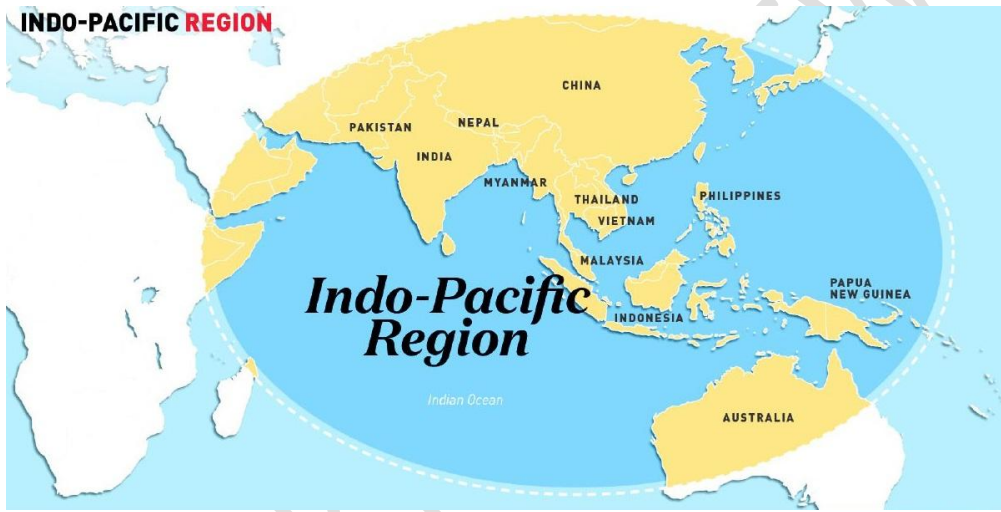 INDO-PACIFIC REGION
CHINA
NEPAL
PAKISTAN
INDIA
MYANMAR
THAILAND
PHILIPPINES
VIETNAM
MALAYSIA
Indo-Pacific
Region
PAPUA
NEW GUINEA
INDONESIA
Indian Ocean
AUSTRALIA